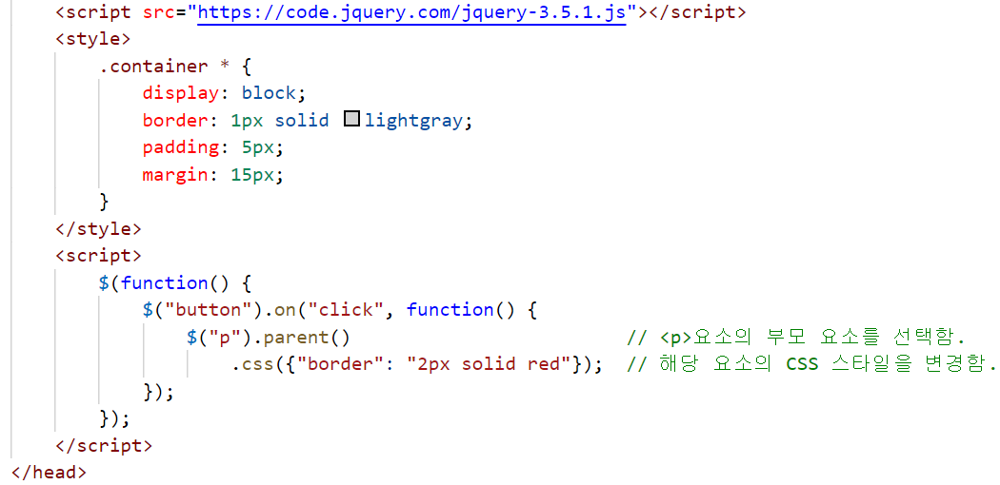 <script src="https://code.jquery.com/jquery-3.5.1.js"></script>
<style>
.container * {
display: block;
border: 1px solid lightgray;
padding: 5px;
margin: 15px;
}
</style>
<script>
$(function() {
$("button").on("click", function() {
$("p").parent() // <p>요소의 부모 요소를 선택함.
.css({"border": "2px solid red"}); // 해당 요소의 CSS 스타일을 변경함.
});
});
</script>
</head>